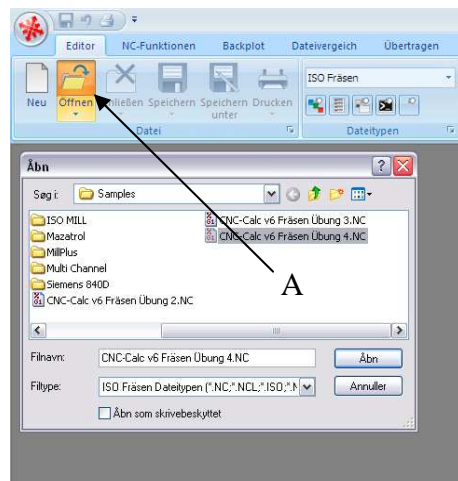 Editor NC-Funktionen Backplot Dateivergeich Übertragen
ISO Fräsen
Neu Öffnen Speichern Speichern Drucken
unter
Datei Dateitypen
Åbn
Søg i: Samples
ISO MILL CNC-Calc v6 Fräsen Übung 3.NC
Mazatrol CNC-Calc v6 Fräsen Übung 4.NC
MillPlus
Multi Channel
Siemens 840D
CNC-Calc v6 Fräsen Übung 2.NC
A
Filnavn: CNC-Calc v6 Fräsen Übung 4.NC Åbn
Filtype: ISO Fräsen Dateitypen (*.NC;*.NCL;*.ISO;*.N Annuller
Åbn som skrivebeskyttet